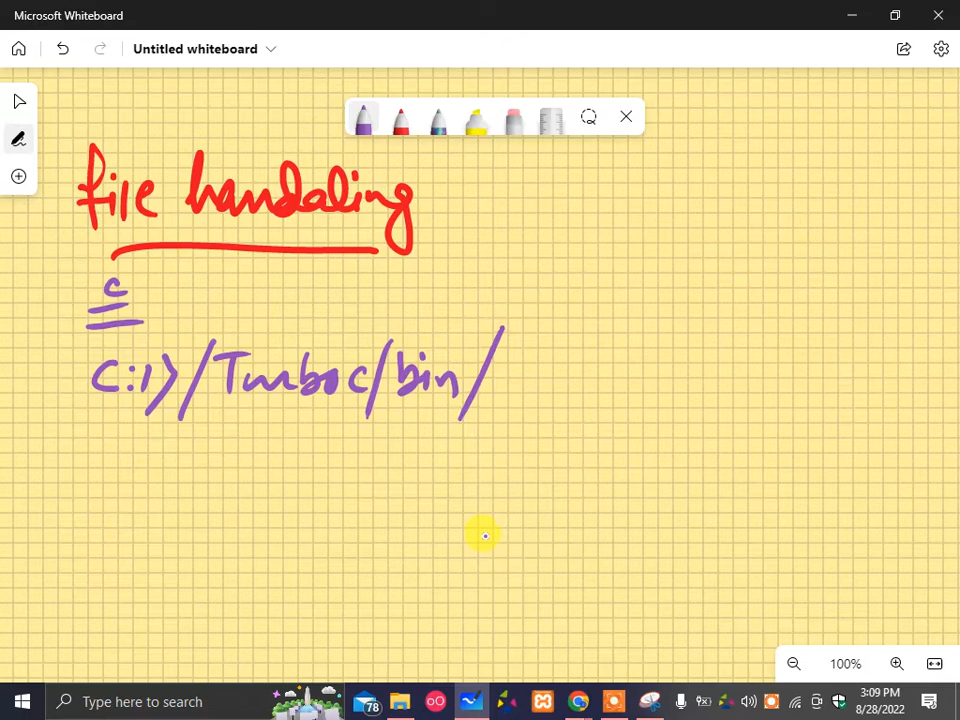 Microsoft Whiteboard
Untitled whiteboard
file handaling
c
C:\>/Turboc/bin/
100%
Type here to search
78
3:09 PM
8/28/2022